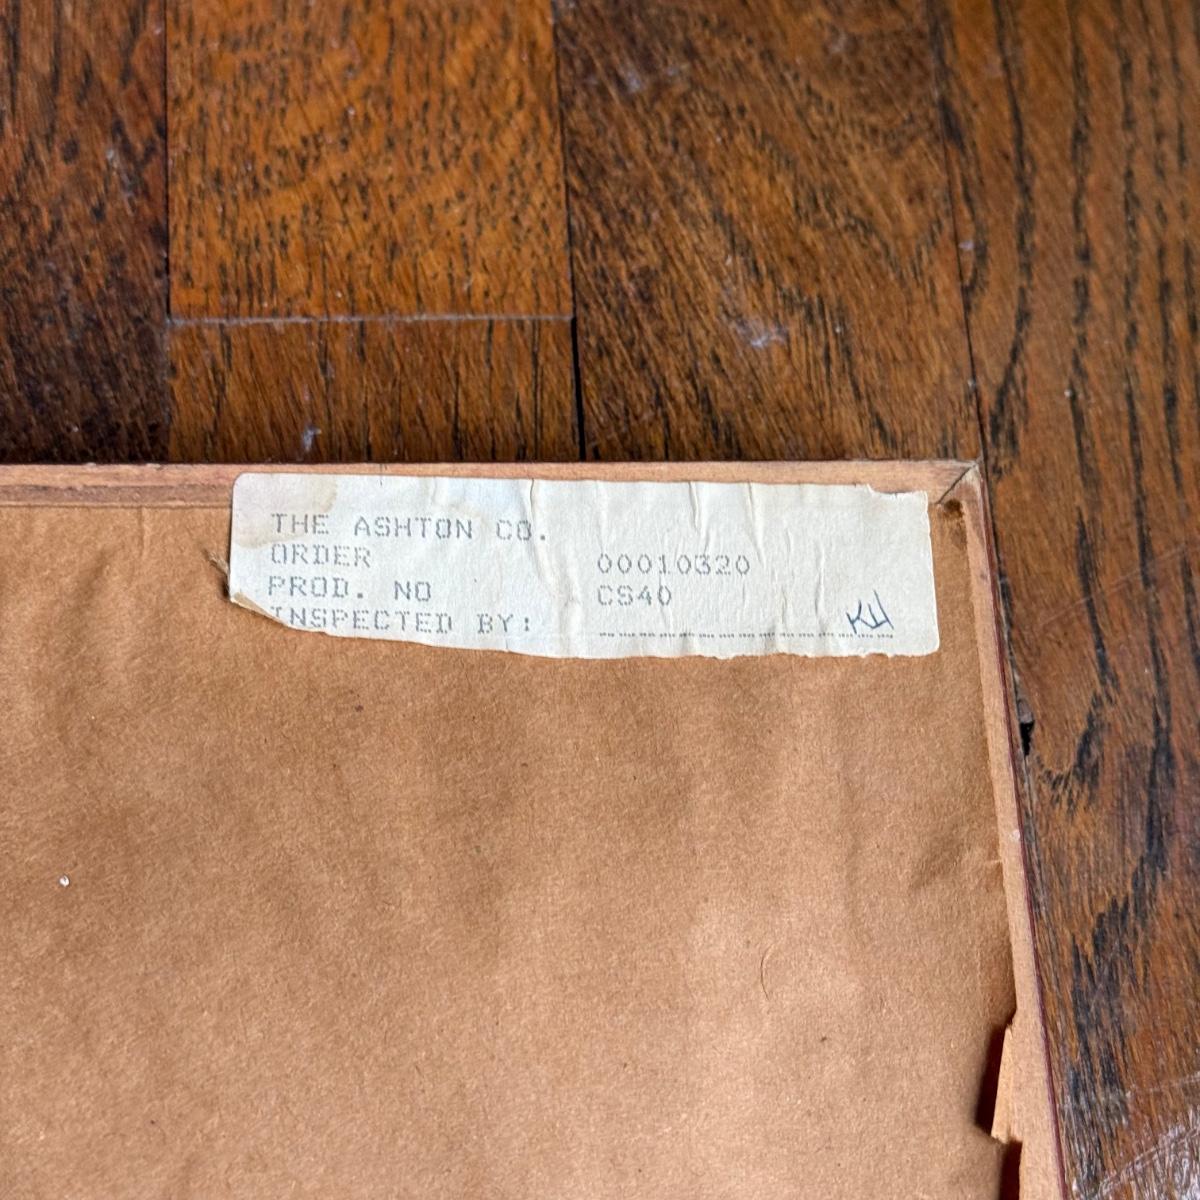 THE ASHTON CO.
ORDER 00010320
PROD. NO CS40
INSPECTED BY: KH